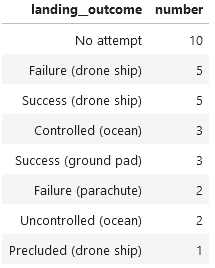 landing__outcome number
No attempt 10
Failure (drone ship) 5
Success (drone ship) 5
Controlled (ocean) 3
Success (ground pad) 3
Failure (parachute) 2
Uncontrolled (ocean) 2
Precluded (drone ship) 1